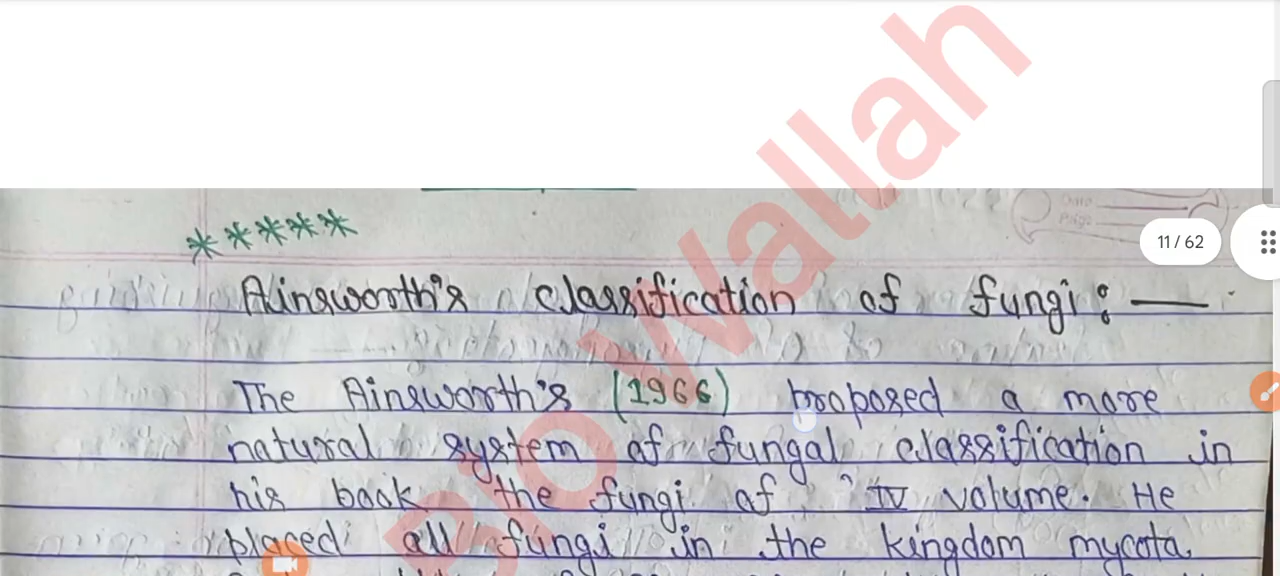 *****
Ainsworth's classification of fungi: —
The Ainsworth's (1966) proposed a more
natural system of fungal classification in
his book the fungi of IV volume. He
placed all fungi in the kingdom mycota.
11/62
Bio Wallah